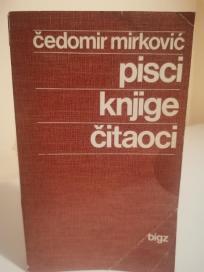 čedomir mirković
pisci
knjige
čitaoci
bigz